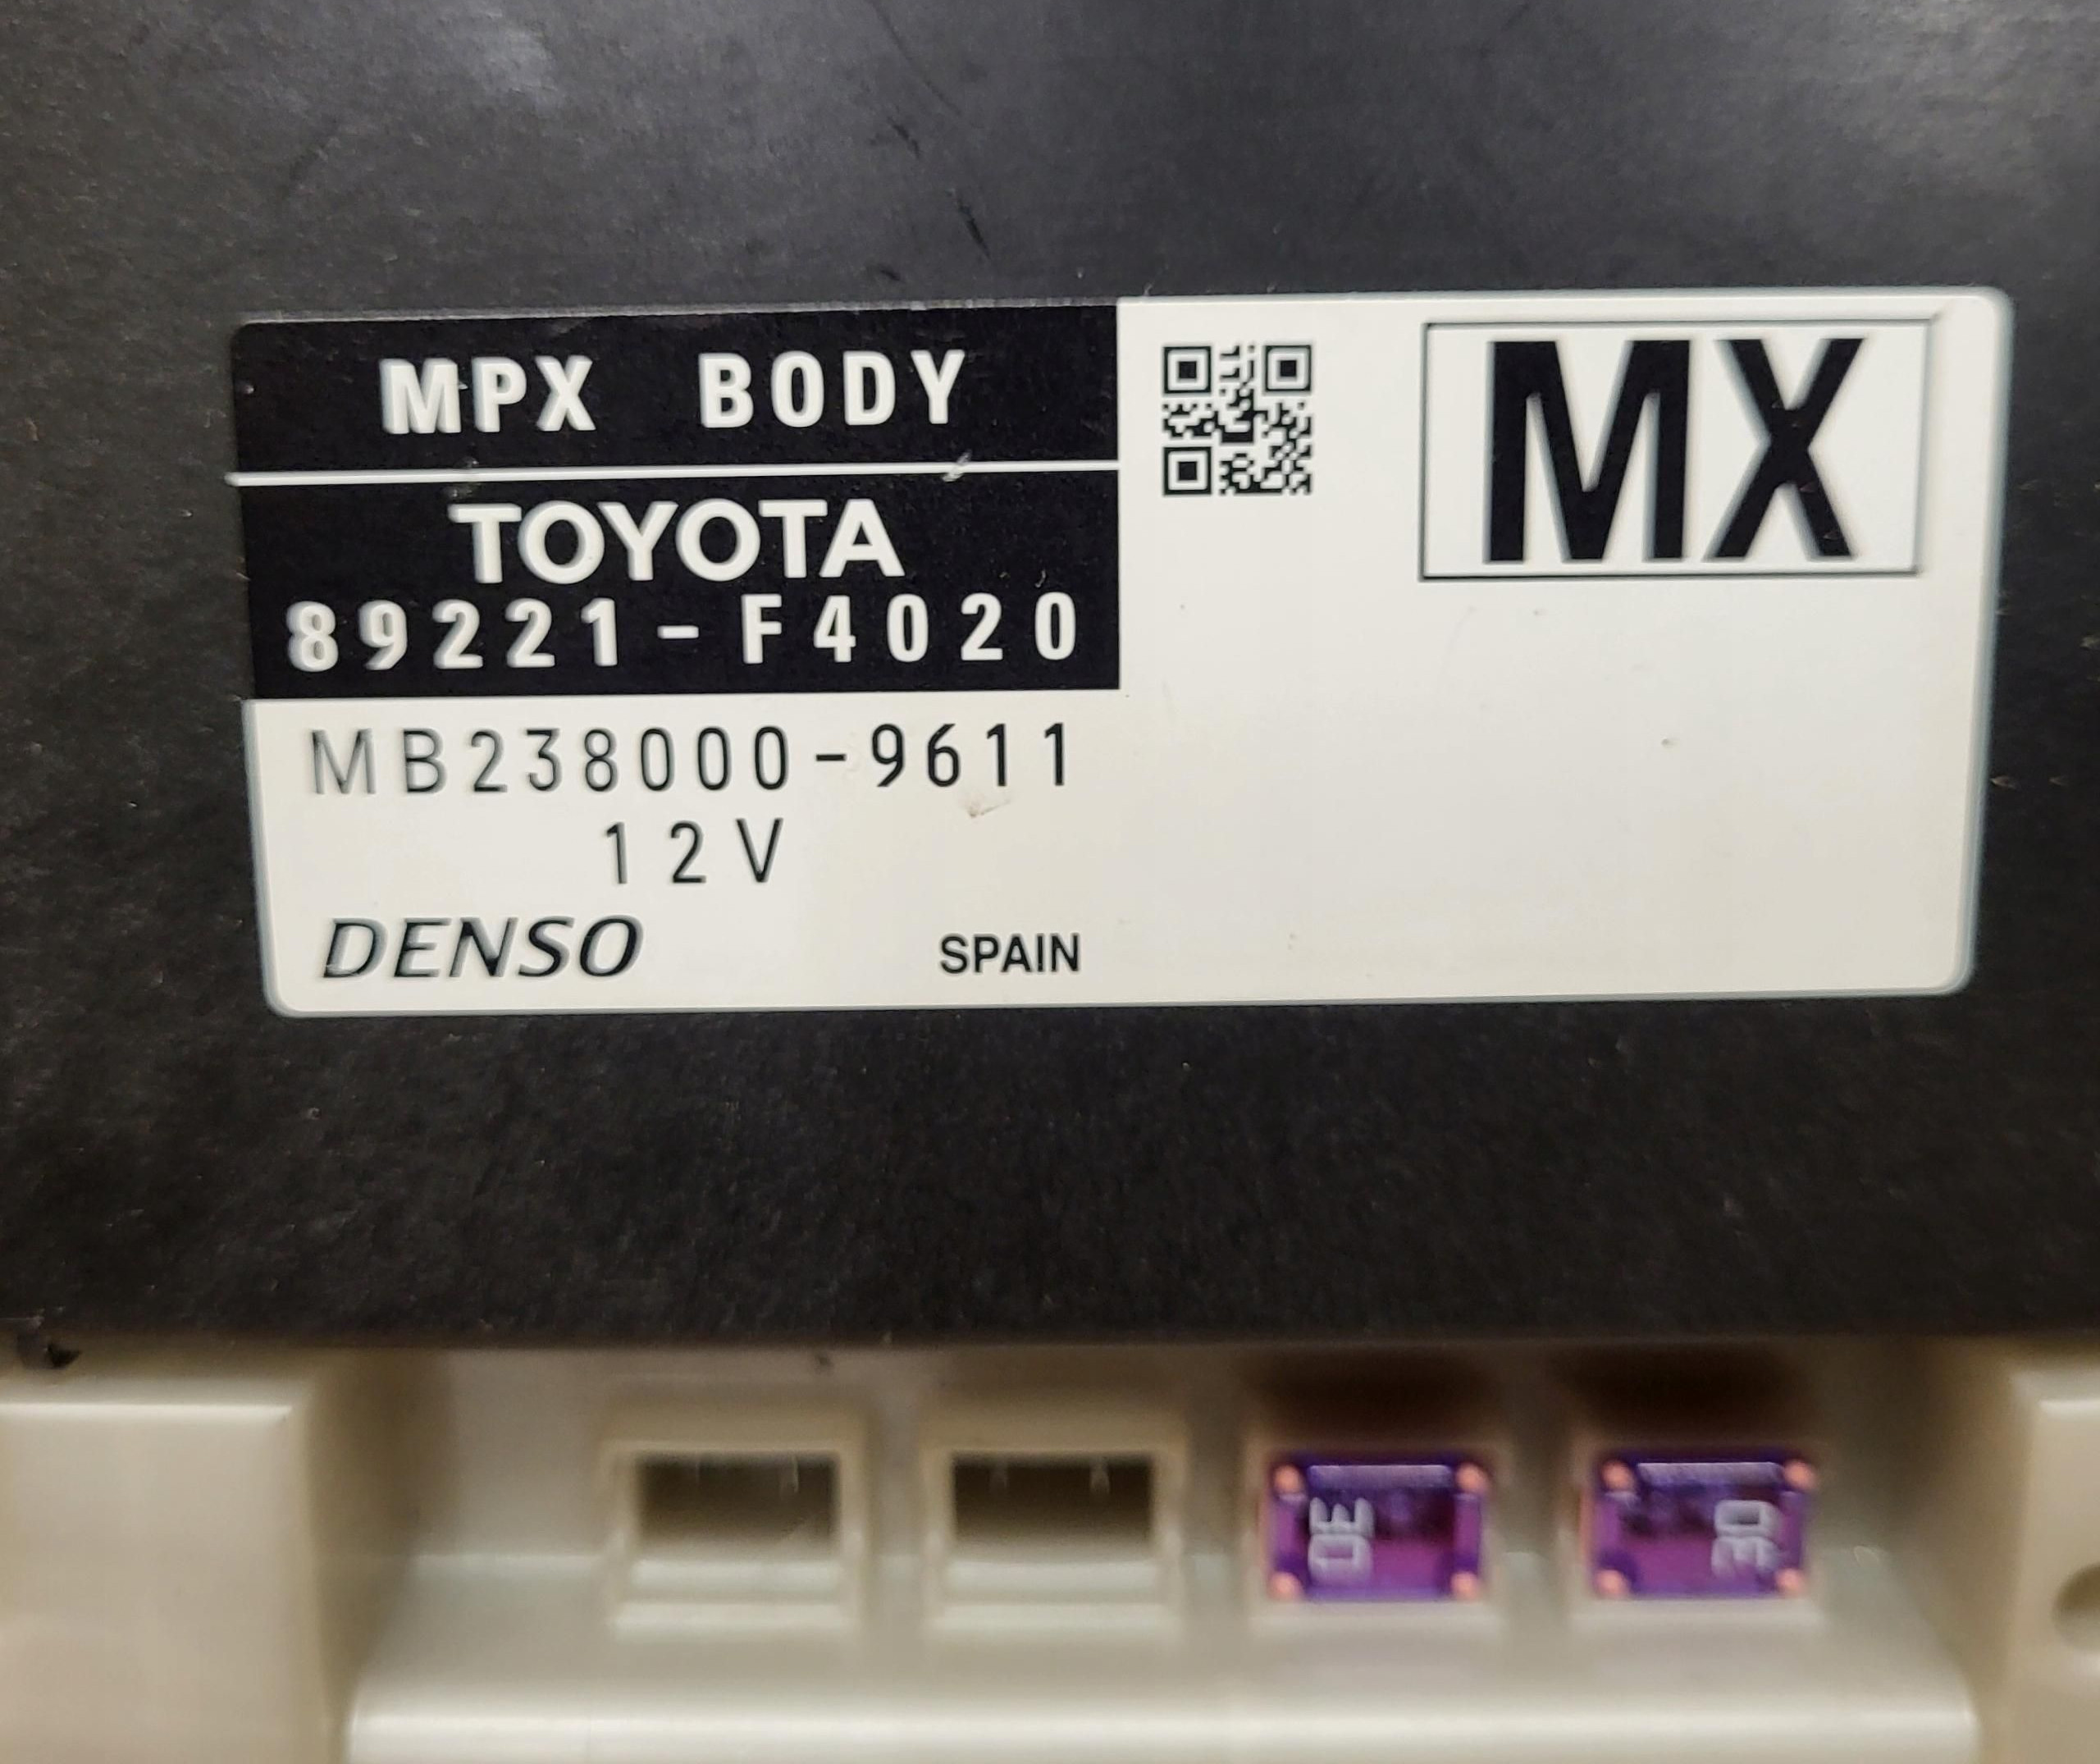 MPX BODY
TOYOTA
89221-F4020
MB238000-9611
12V
DENSO
SPAIN
MX
30
30